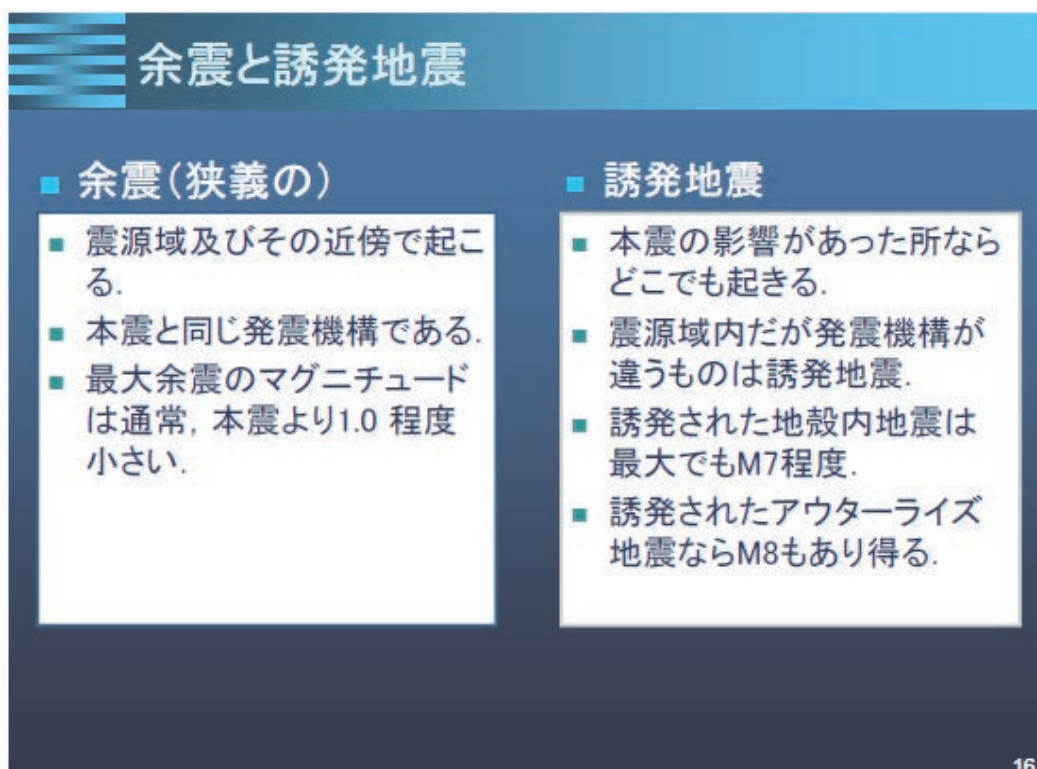 余震と誘発地震
余震(狭義の)
震源域及びその近傍で起こ
る.
本震と同じ発震機構である.
最大余震のマグニチュード
は通常, 本震より1.0 程度
小さい.
誘発地震
本震の影響があった所なら
どこでも起きる.
震源域内だが発震機構が
違うものは誘発地震.
誘発された地殻内地震は
最大でもM7程度.
誘発されたアウターライズ
地震ならM8もあり得る.
16